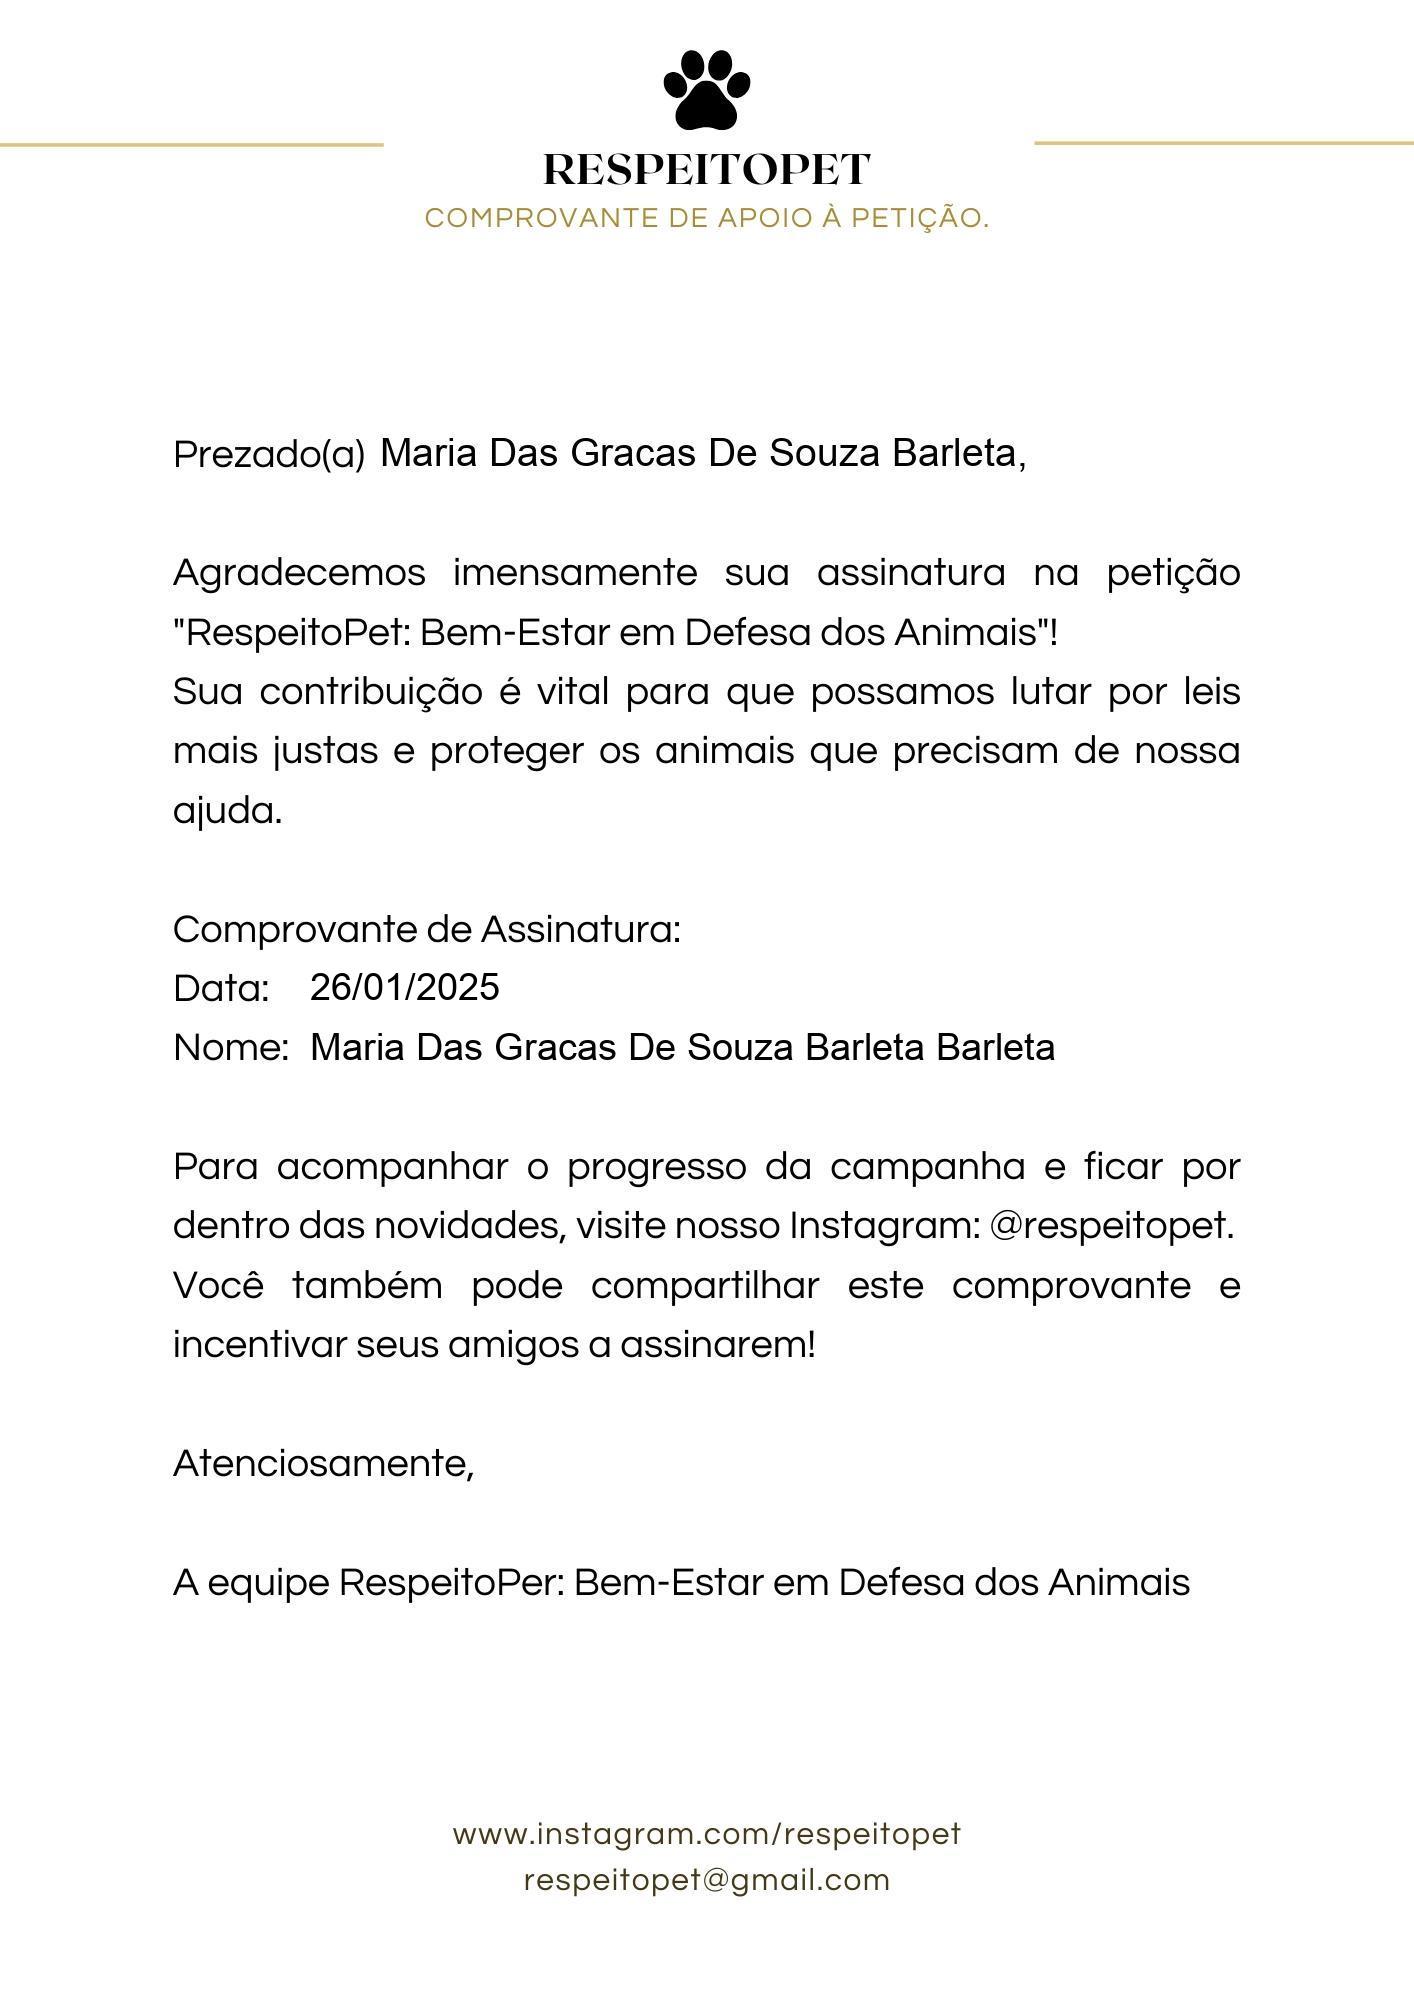 RESPEITOPET
COMPROVANTE DE APOIO À PETIÇÃO.
Prezado(a) Maria Das Gracas De Souza Barleta,
Agradecemos imensamente sua assinatura na petição
"RespeitoPet: Bem-Estar em Defesa dos Animais"!
Sua contribuição é vital para que possamos lutar por leis
mais justas e proteger os animais que precisam de nossa
ajuda.
Comprovante de Assinatura:
Data: 26/01/2025
Nome: Maria Das Gracas De Souza Barleta Barleta
Para acompanhar o progresso da campanha e ficar por
dentro das novidades, visite nosso Instagram: @respeitopet.
Você também pode compartilhar este comprovante e
incentivar seus amigos a assinarem!
Atenciosamente,
A equipe RespeitoPer: Bem-Estar em Defesa dos Animais
www.instagram.com/respeitopet
respeitopet@gmail.com